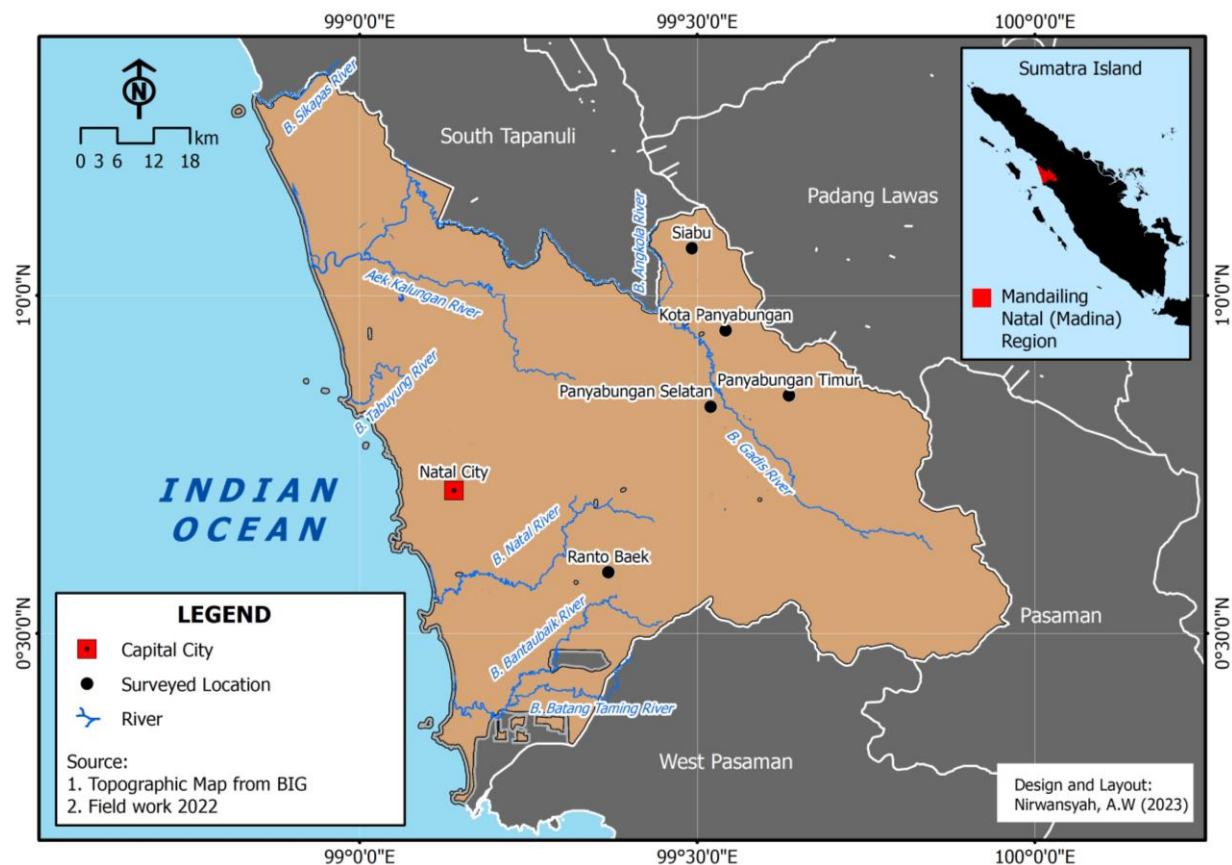 99°0'0"E
99°30'0"E
100°0'0"E
N
km
0 3 6 12 18
B. Sikapas River
South Tapanuli
Padang Lawas
Sumatra Island
Mandailing
Natal (Madina)
Region
B. Angkola River
Siabu
1°0'0"N
1°0'0"N
Aek Kalungan River
Kota Panyabungan
B. Tabuyung River
Panyabungan Selatan
Panyabungan Timur
B. Gadis River
Natal City
INDIAN
OCEAN
B. Natal River
Ranto Baek
B. Bantaubaik River
Pasaman
0°30'0"N
0°30'0"N
B. Batang Taming River
West Pasaman
LEGEND
Capital City
Surveyed Location
River
Source:
1. Topographic Map from BIG
2. Field work 2022
Design and Layout:
Nirwansyah, A.W (2023)
99°0'0"E
99°30'0"E
100°0'0"E